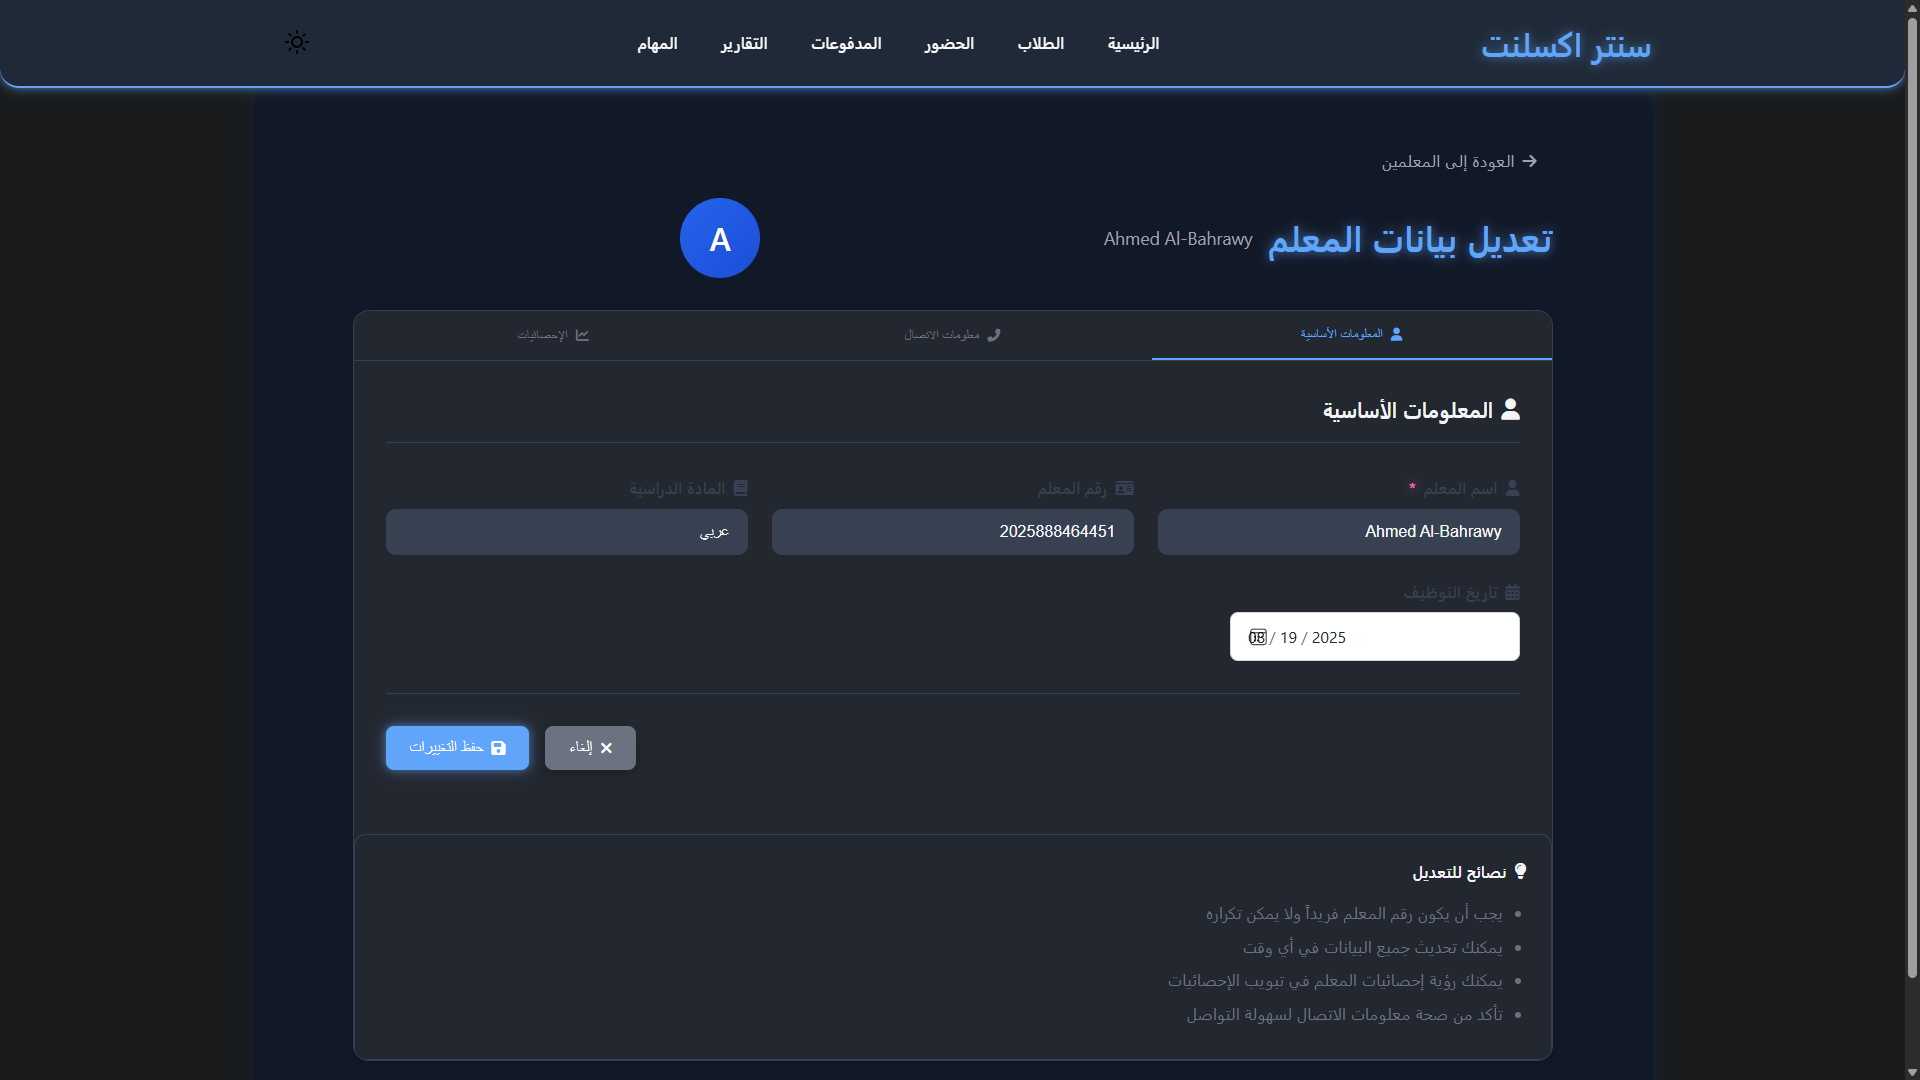 سنتر اكسلنت
الرئيسية الطلاب الحضور المدفوعات التقارير المهام
العودة إلى المعلمين
تعديل بيانات المعلم Ahmed Al-Bahrawy
A
المعلومات الأساسية معلومات الاتصال الإحصائيات
المعلومات الأساسية
اسم المعلم * رقم المعلم المادة الدراسية
Ahmed Al-Bahrawy 2025888464451 عربي
تاريخ التوظيف
08 / 19 / 2025
إلغاء حفظ التغييرات
نصائح للتعديل
• يجب أن يكون رقم المعلم فريداً ولا يمكن تكراره
• يمكنك تحديث جميع البيانات في أي وقت
• يمكنك رؤية إحصائيات المعلم في تبويب الإحصائيات
• تأكد من صحة معلومات الاتصال لسهولة التواصل